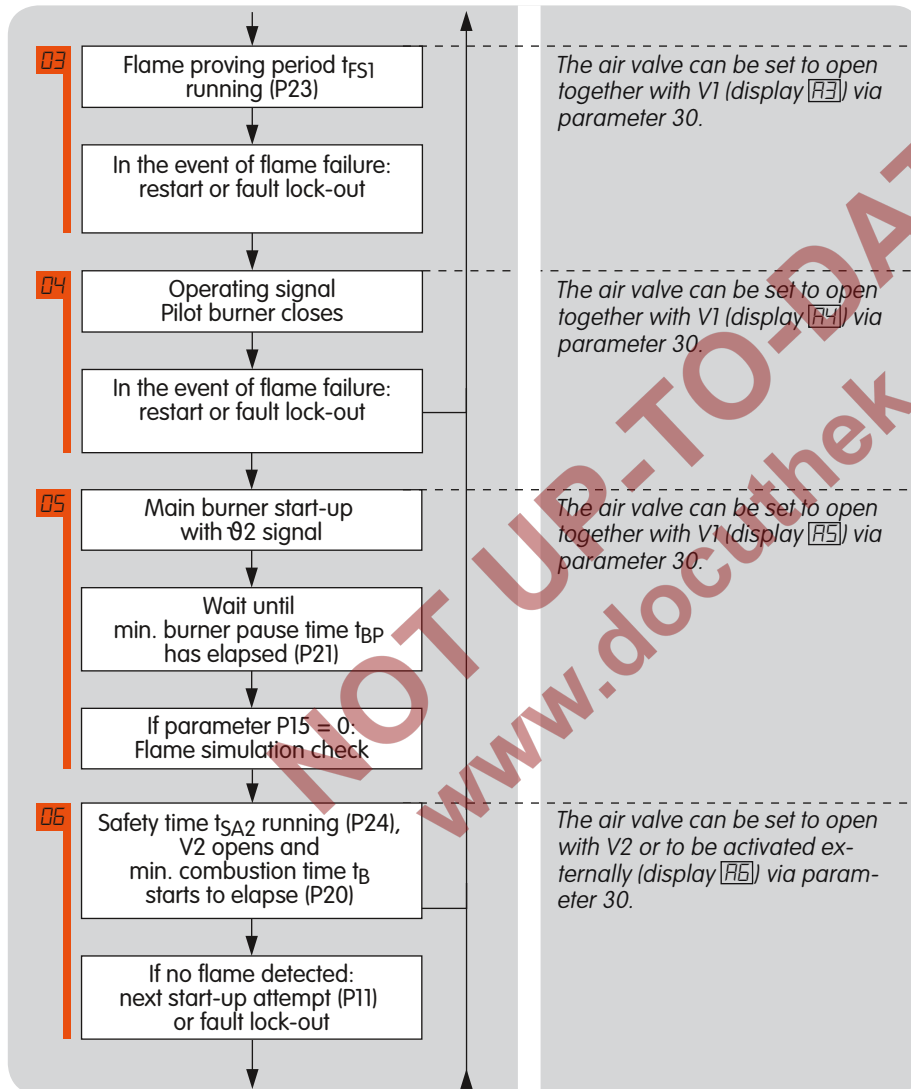 03
Flame proving period tFS1
running (P23)
In the event of flame failure:
restart or fault lock-out
The air valve can be set to open
together with V1 (display A3) via
parameter 30.
04
Operating signal
Pilot burner closes
In the event of flame failure:
restart or fault lock-out
The air valve can be set to open
together with V1 (display A4) via
parameter 30.
05
Main burner start-up
with ϑ2 signal
Wait until
min. burner pause time tBP
has elapsed (P21)
If parameter P15 = 0:
Flame simulation check
The air valve can be set to open
together with V1 (display A5) via
parameter 30.
06
Safety time tSA2 running (P24),
V2 opens and
min. combustion time tB
starts to elapse (P20)
If no flame detected:
next start-up attempt (P11)
or fault lock-out
The air valve can be set to open
with V2 or to be activated ex-
ternally (display A6) via param-
eter 30.
NOT UP-TO-DAT
www.docuthek